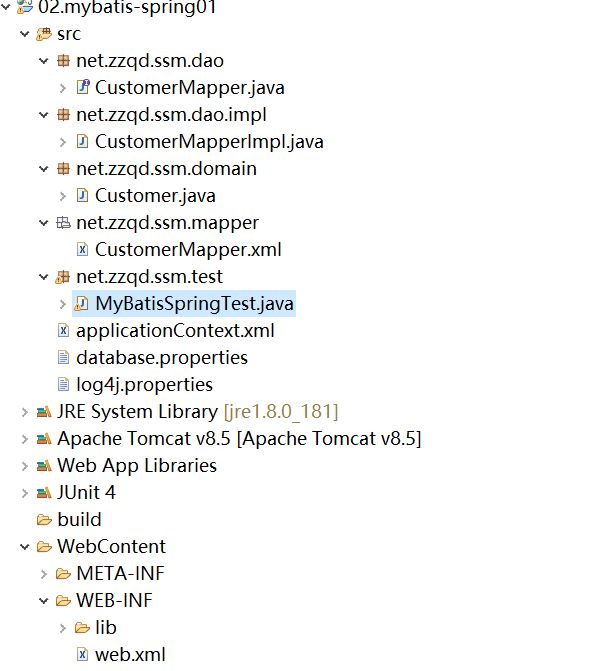 02.mybatis-spring01
src
net.zzqd.ssm.dao
CustomerMapper.java
net.zzqd.ssm.dao.impl
CustomerMapperImpl.java
net.zzqd.ssm.domain
Customer.java
net.zzqd.ssm.mapper
CustomerMapper.xml
net.zzqd.ssm.test
MyBatisSpringTest.java
applicationContext.xml
database.properties
log4j.properties
JRE System Library [jre1.8.0_181]
Apache Tomcat v8.5 [Apache Tomcat v8.5]
Web App Libraries
JUnit 4
build
WebContent
META-INF
WEB-INF
lib
web.xml